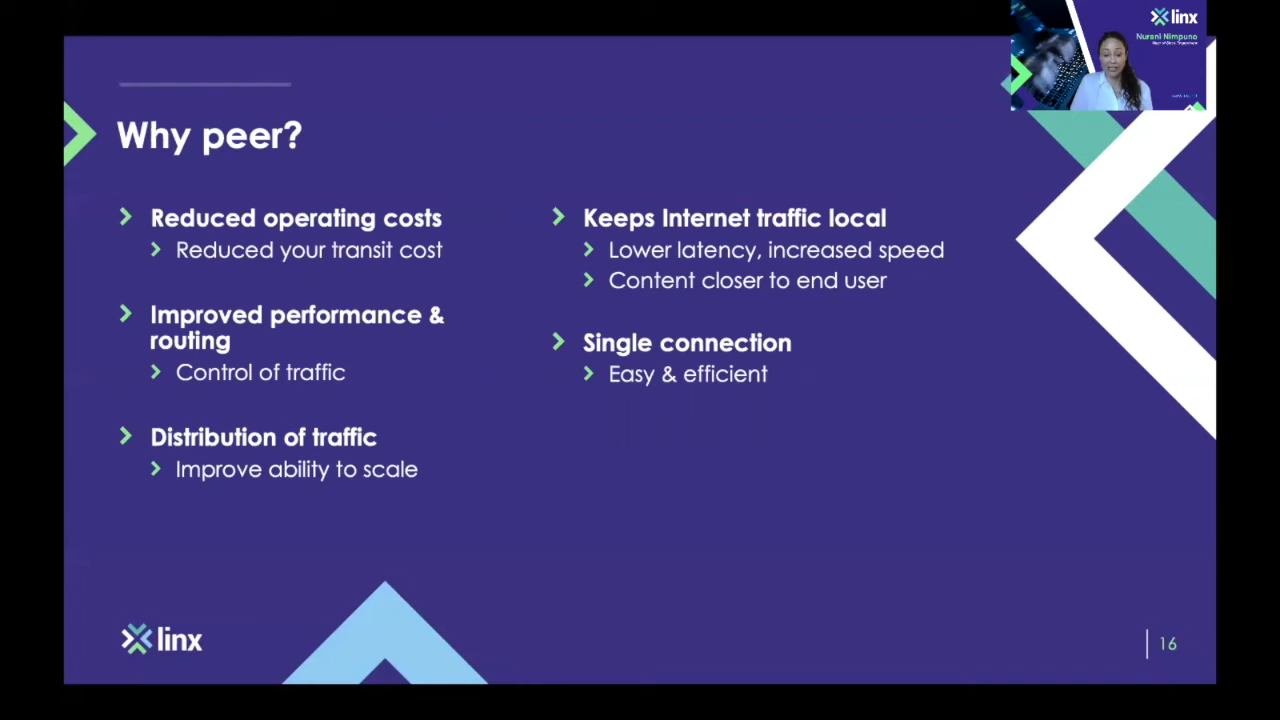 linx
Nurani Nimpuno
Why peer?
Reduced operating costs
Reduced your transit cost
Improved performance &
routing
Control of traffic
Distribution of traffic
Improve ability to scale
Keeps Internet traffic local
Lower latency, increased speed
Content closer to end user
Single connection
Easy & efficient
linx
16